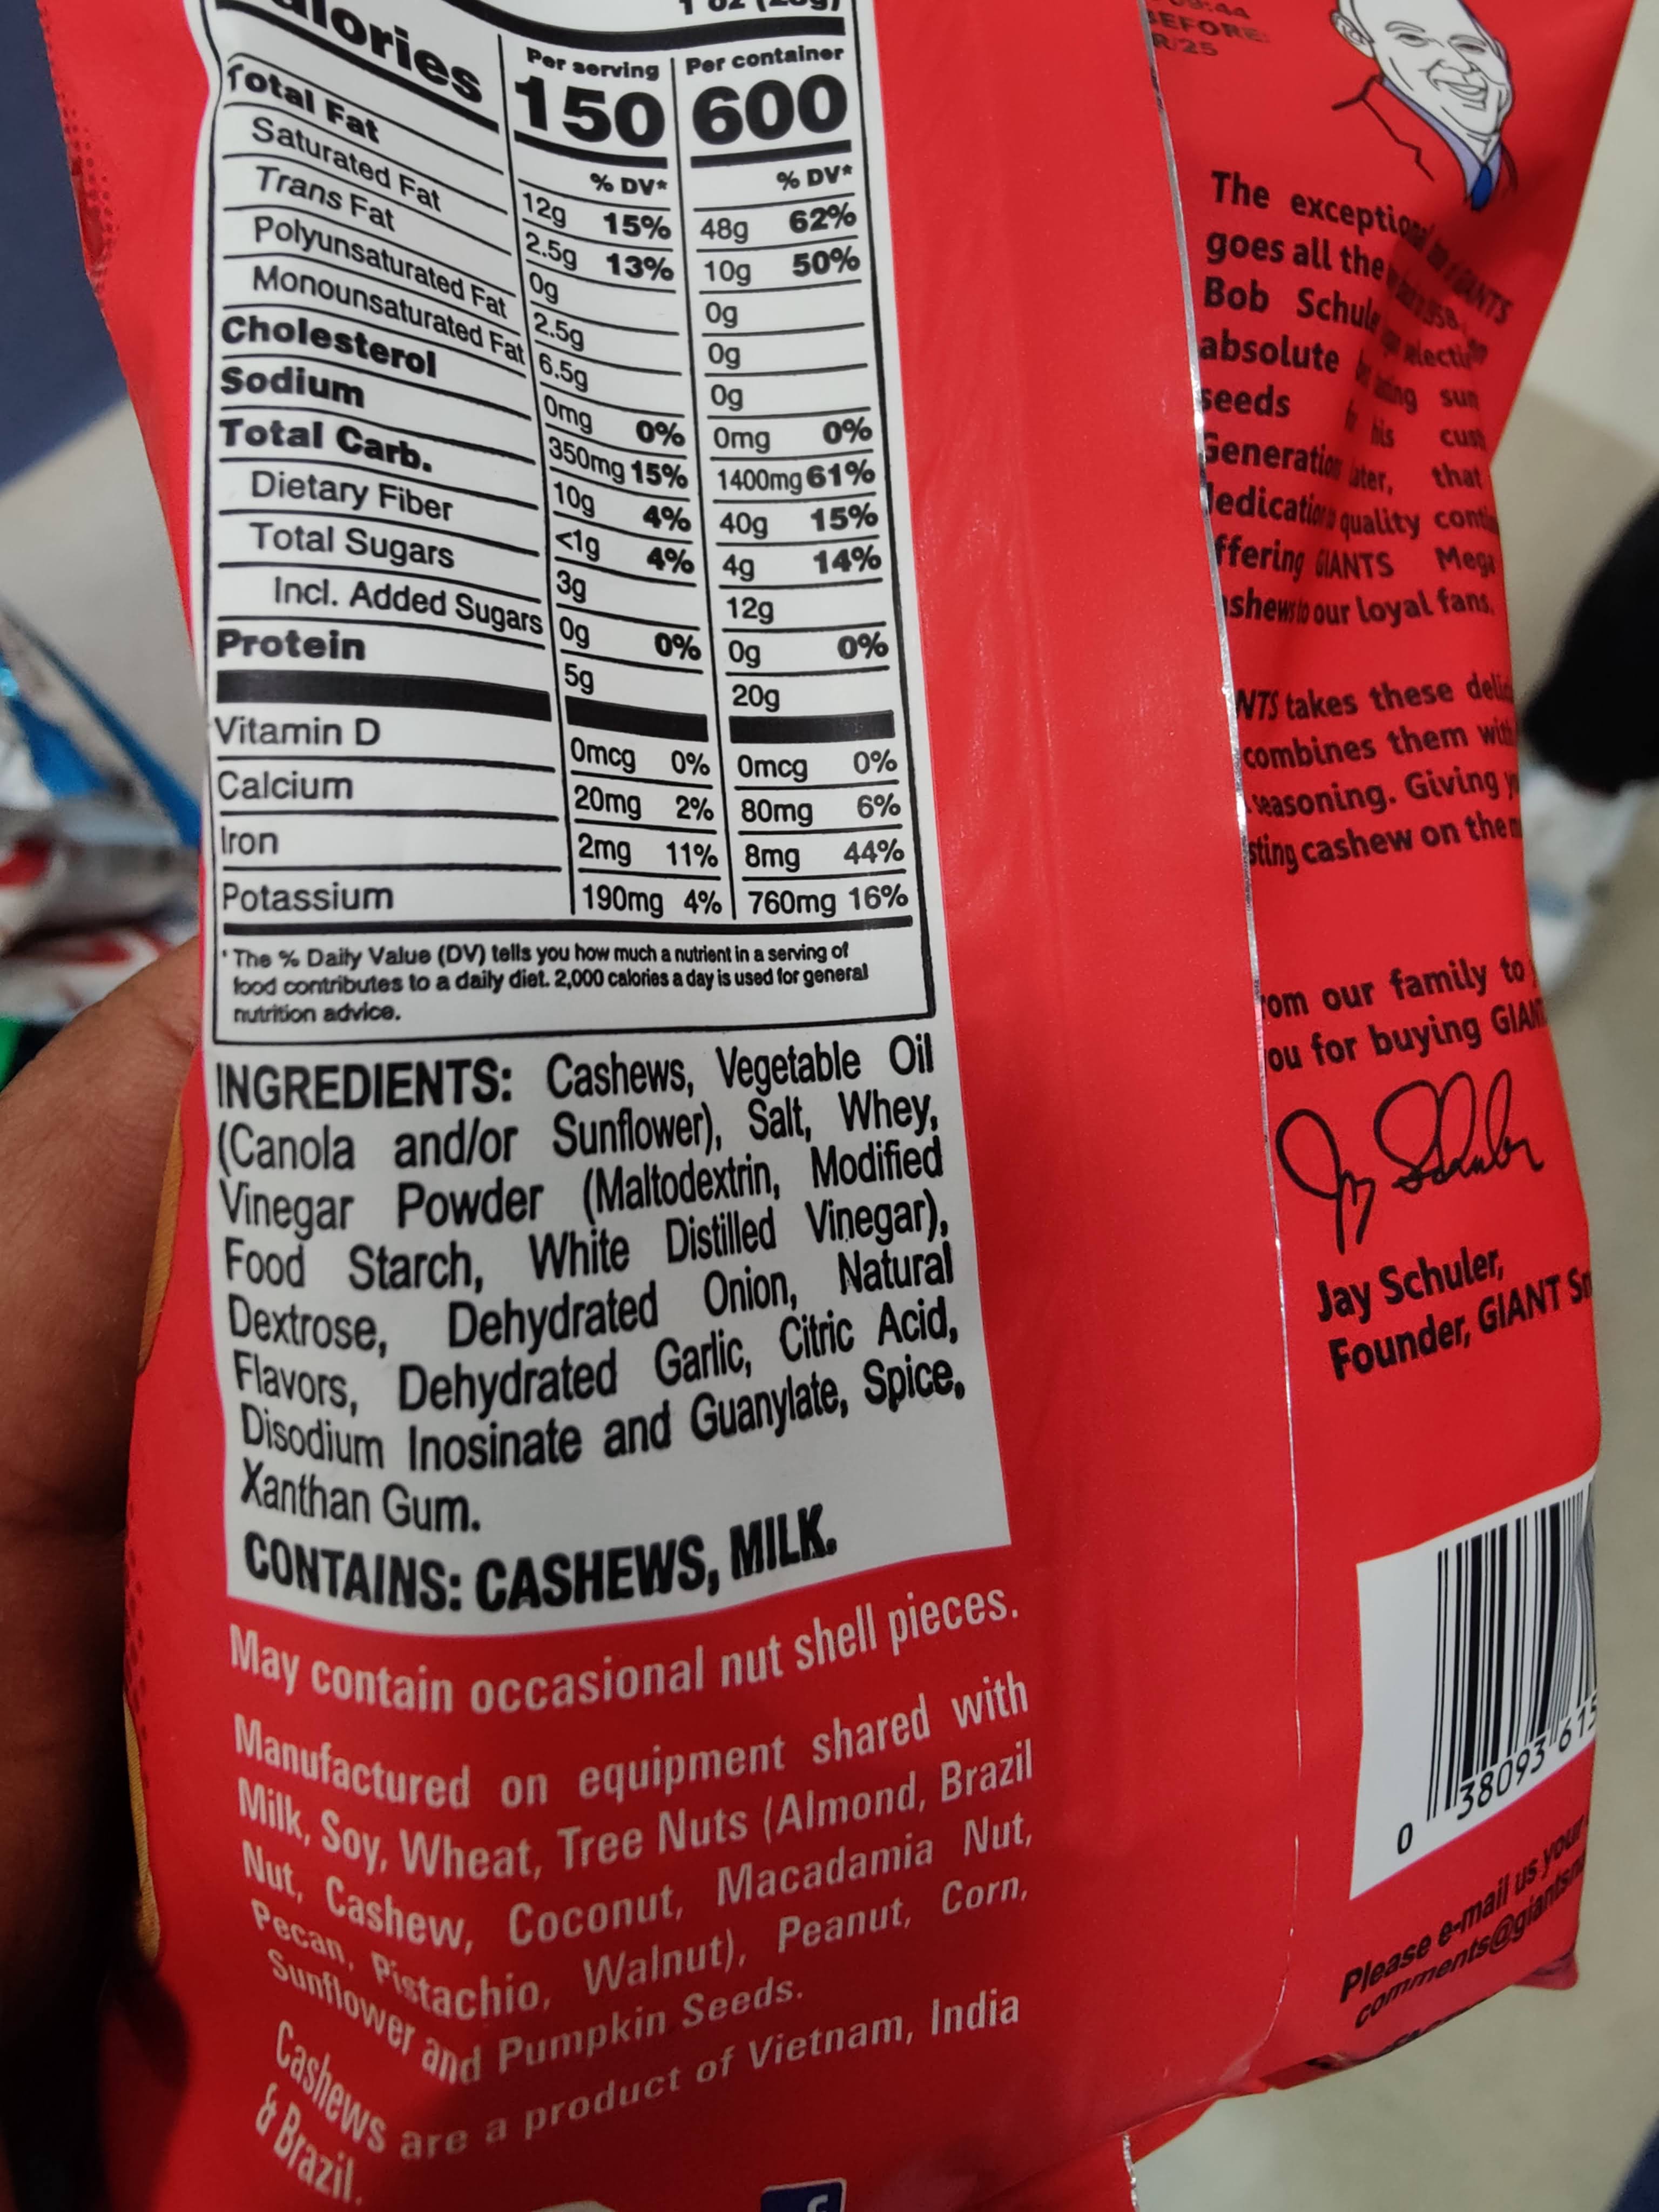 Per serving Per container
Calories 150 600
% DV* % DV*
Total Fat 12g 15% 48g 62%
Saturated Fat 2.5g 13% 10g 50%
Trans Fat 0g 0g
Polyunsaturated Fat 2.5g 0g
Monounsaturated Fat 6.5g 0g
Cholesterol 0mg 0% 0mg 0%
Sodium 350mg 15% 1400mg 61%
Total Carb. 10g 4% 40g 15%
Dietary Fiber <1g 4% 4g 14%
Total Sugars 3g 12g
Incl. Added Sugars 0g 0% 0g 0%
Protein 5g 20g
Vitamin D 0mcg 0% 0mcg 0%
Calcium 20mg 2% 80mg 6%
Iron 2mg 11% 8mg 44%
Potassium 190mg 4% 760mg 16%
* The % Daily Value (DV) tells you how much a nutrient in a serving of
food contributes to a daily diet. 2,000 calories a day is used for general
nutrition advice.
INGREDIENTS: Cashews, Vegetable Oil
(Canola and/or Sunflower), Salt, Whey,
Vinegar Powder (Maltodextrin, Modified
Food Starch, White Distilled Vinegar),
Dextrose, Dehydrated Onion, Natural
Flavors, Dehydrated Garlic, Citric Acid,
Disodium Inosinate and Guanylate, Spice,
Xanthan Gum.
CONTAINS: CASHEWS, MILK.
May contain occasional nut shell pieces.
Manufactured on equipment shared with
Milk, Soy, Wheat, Tree Nuts (Almond, Brazil
Nut, Cashew, Coconut, Macadamia Nut,
Pecan, Pistachio, Walnut), Peanut, Corn,
Sunflower and Pumpkin Seeds.
Cashews are a product of Vietnam, India
& Brazil.
The
goes all the
Bob
absolute
seeds his
later, that
quality
GIANTS Mega
to our loyal fans.
takes these
combines them with
seasoning. Giving
cashew on the
our family to
for buying
Jay Schuler,
Founder, GIANT
0 38093 615
Please e-mail us your